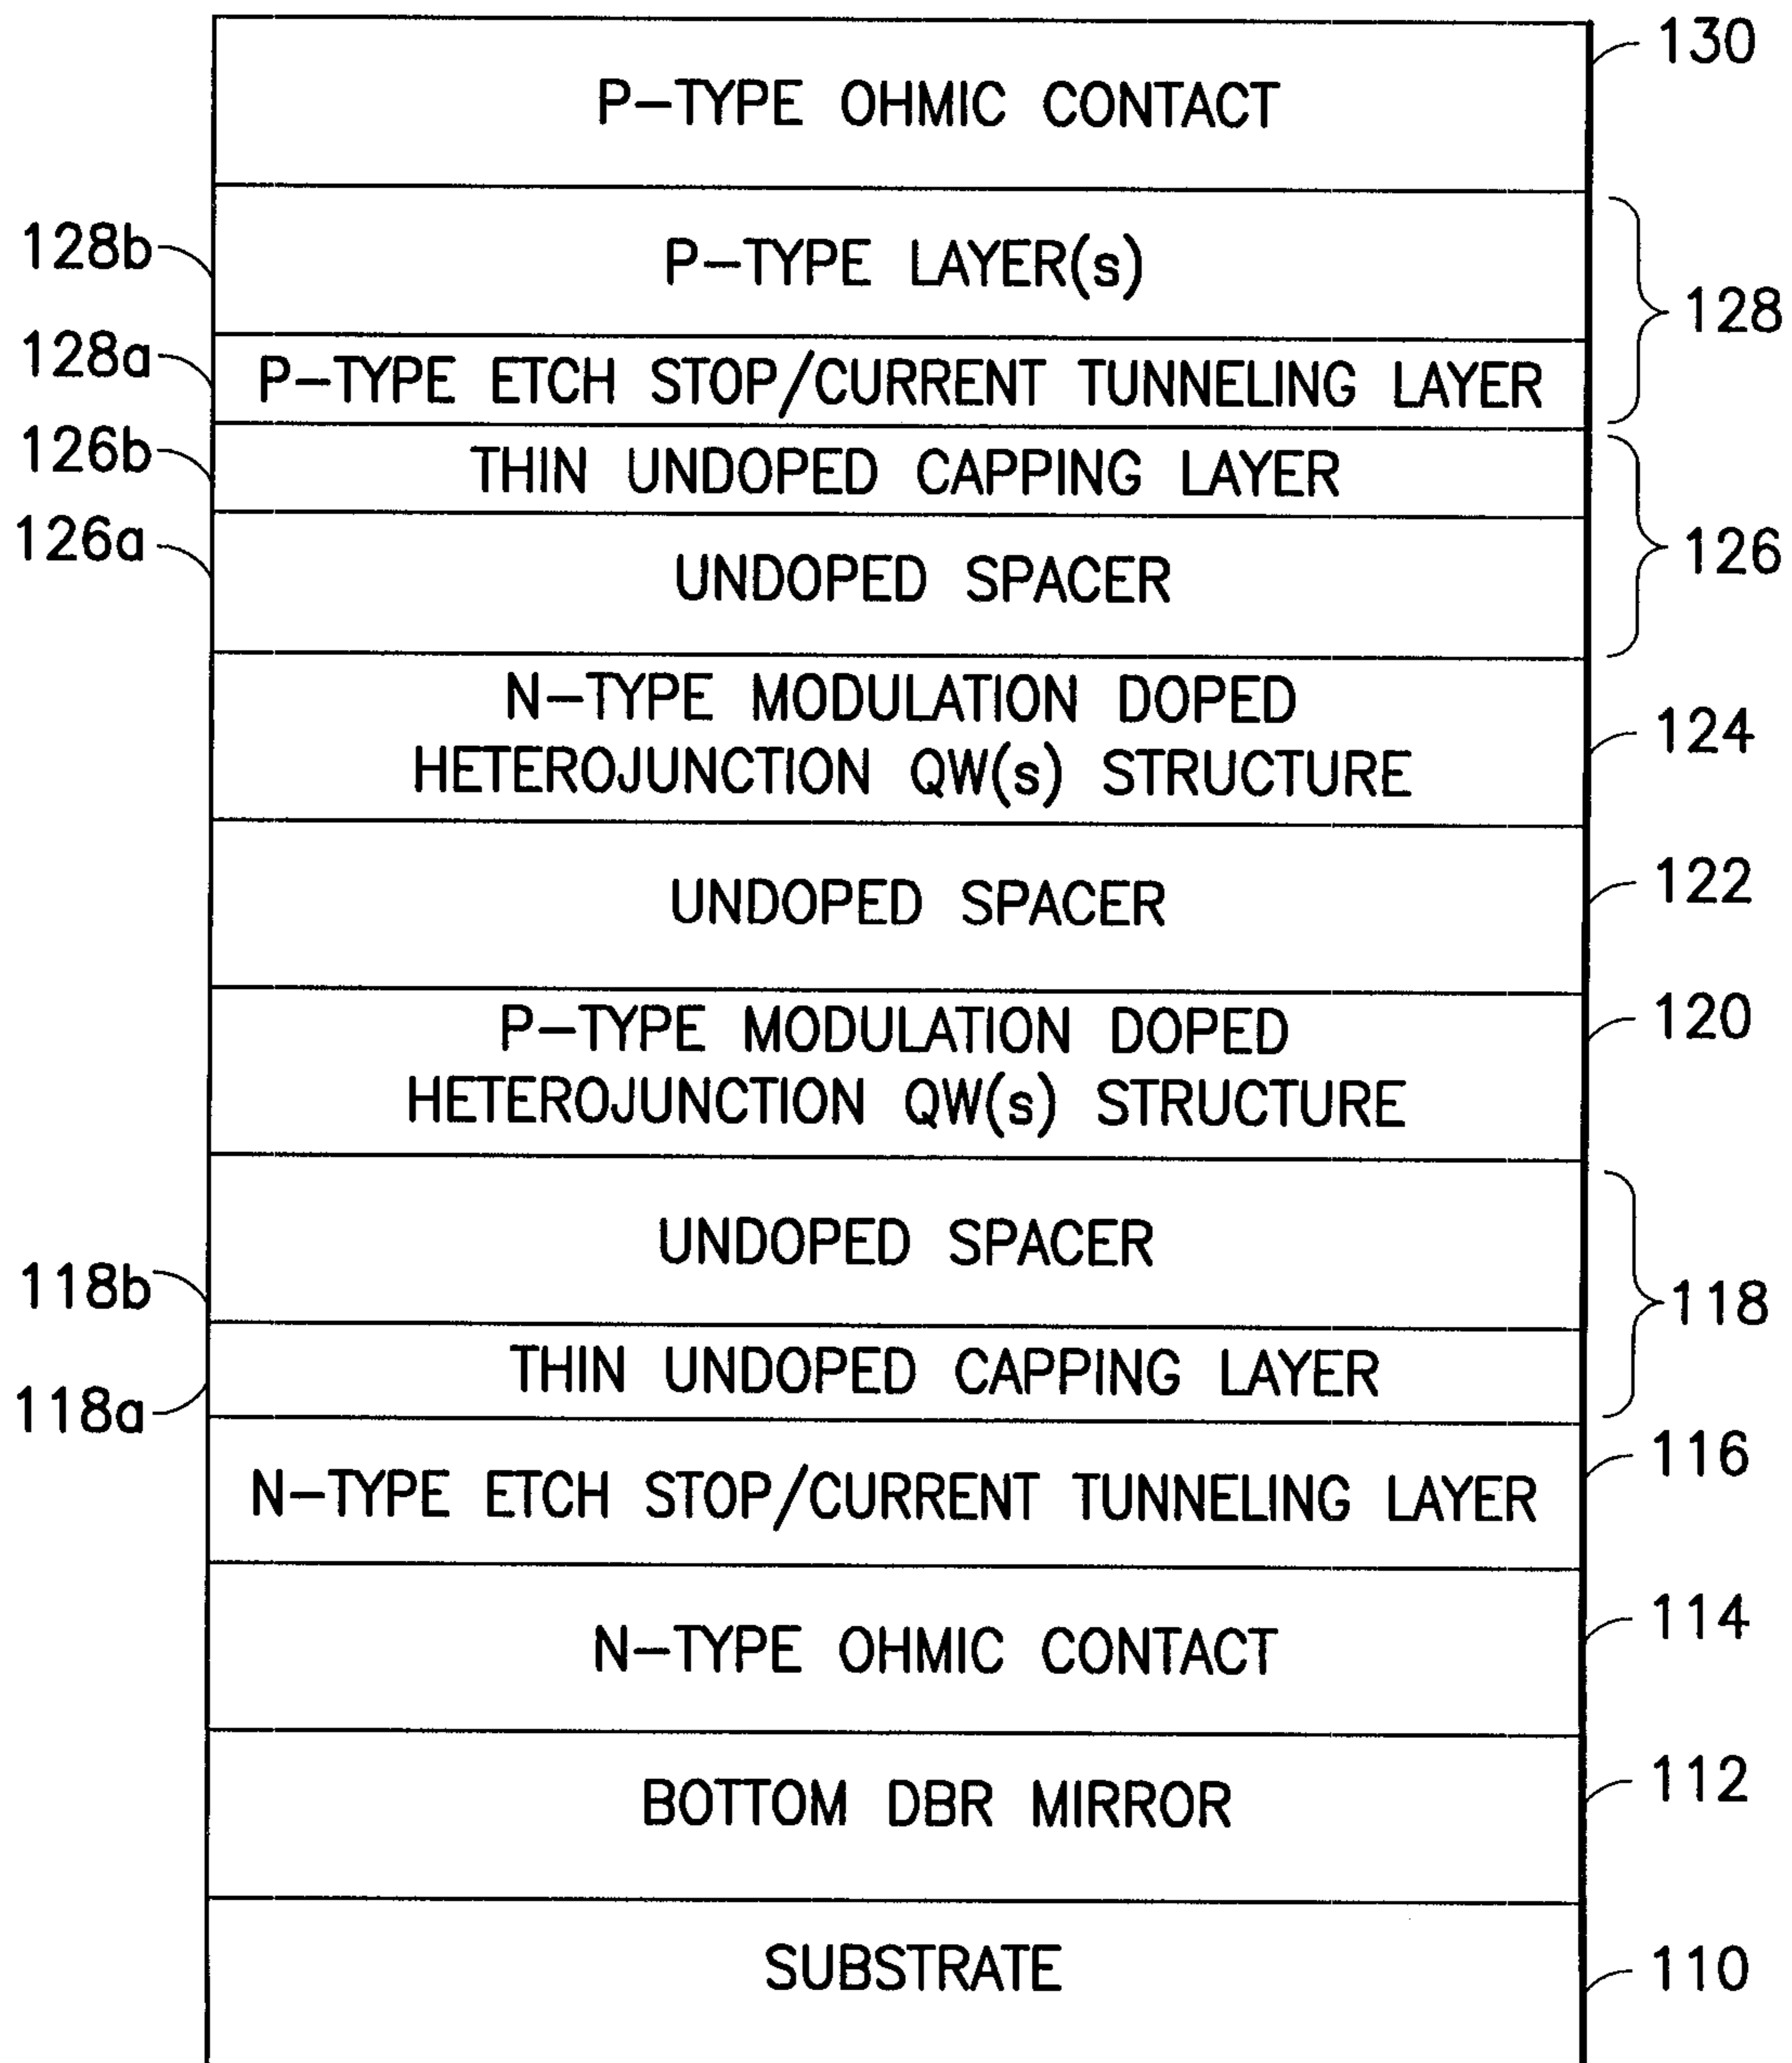 130
P-TYPE OHMIC CONTACT
128b
P-TYPE LAYER(s)
128
128a
P-TYPE ETCH STOP/CURRENT TUNNELING LAYER
126b
THIN UNDOPED CAPPING LAYER
126a
UNDOPED SPACER
126
N-TYPE MODULATION DOPED
HETEROJUNCTION QW(s) STRUCTURE
124
UNDOPED SPACER
122
P-TYPE MODULATION DOPED
HETEROJUNCTION QW(s) STRUCTURE
120
UNDOPED SPACER
118b
118
THIN UNDOPED CAPPING LAYER
118a
N-TYPE ETCH STOP/CURRENT TUNNELING LAYER
116
N-TYPE OHMIC CONTACT
114
BOTTOM DBR MIRROR
112
SUBSTRATE
110